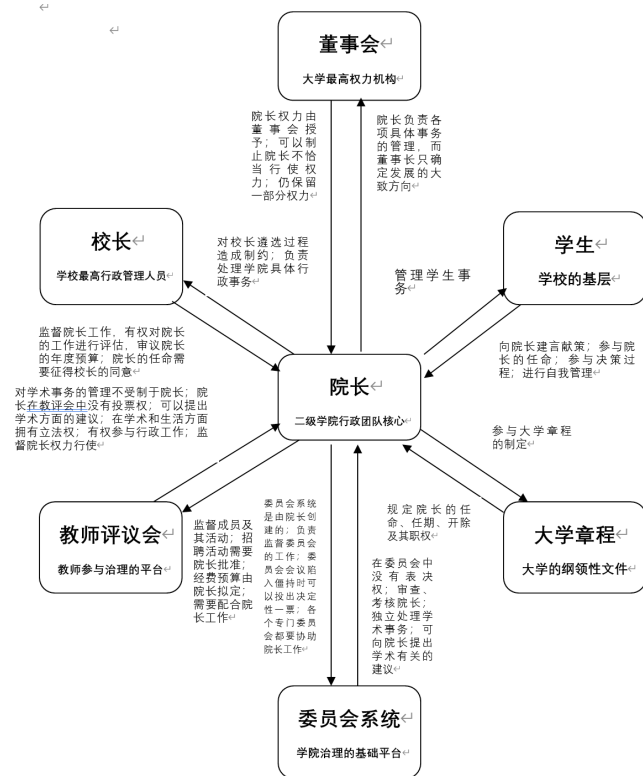 董事会
大学最高权力机构
院长权力由
董事会授
予；可以制
止院长不恰
当行使权
力；仍保留
一部分权力
院长负责各
项具体事务
的管理，而
董事长只确
定发展的大
致方向
校长
学校最高行政管理人员
对校长遴选过程
造成制约；负责
处理学院具体行
政事务
管理学生事
务
学生
学校的基层
监督院长工作，有权对院长
的工作进行评估，审议院长
的年度预算；院长的任命需
要征得校长的同意
向院长建言献策；参与院
长的任命；参与决策过
程；进行自我管理
院长
二级学院行政团队核心
对学术事务的管理不受制于院长；院
长在教评会中没有投票权；可以提出
学术方面的建议；在学术和生活方面
拥有立法权；有权参与行政工作；监
督院长权力行使
参与大学章程
的制定
教师评议会
教师参与治理的平台
监督成员及
其活动；招
聘活动需要
院长批准；
经费预算由
院长拟定；
需要配合院
长工作
委员会系统
是由院长创
建的；负责
监督委员会
的工作；委
员会会议陷
入僵持时可
以投出决定
性一票；各
个专门委员
会都要协助
院长工作
规定院长的任
命、任期、开除
及其职权
在委员会中
没有表决
权；审查、
考核院长；
独立处理学
术事务；可
向院长提出
学术有关的
建议
大学章程
大学的纲领性文件
委员会系统
学院治理的基础平台